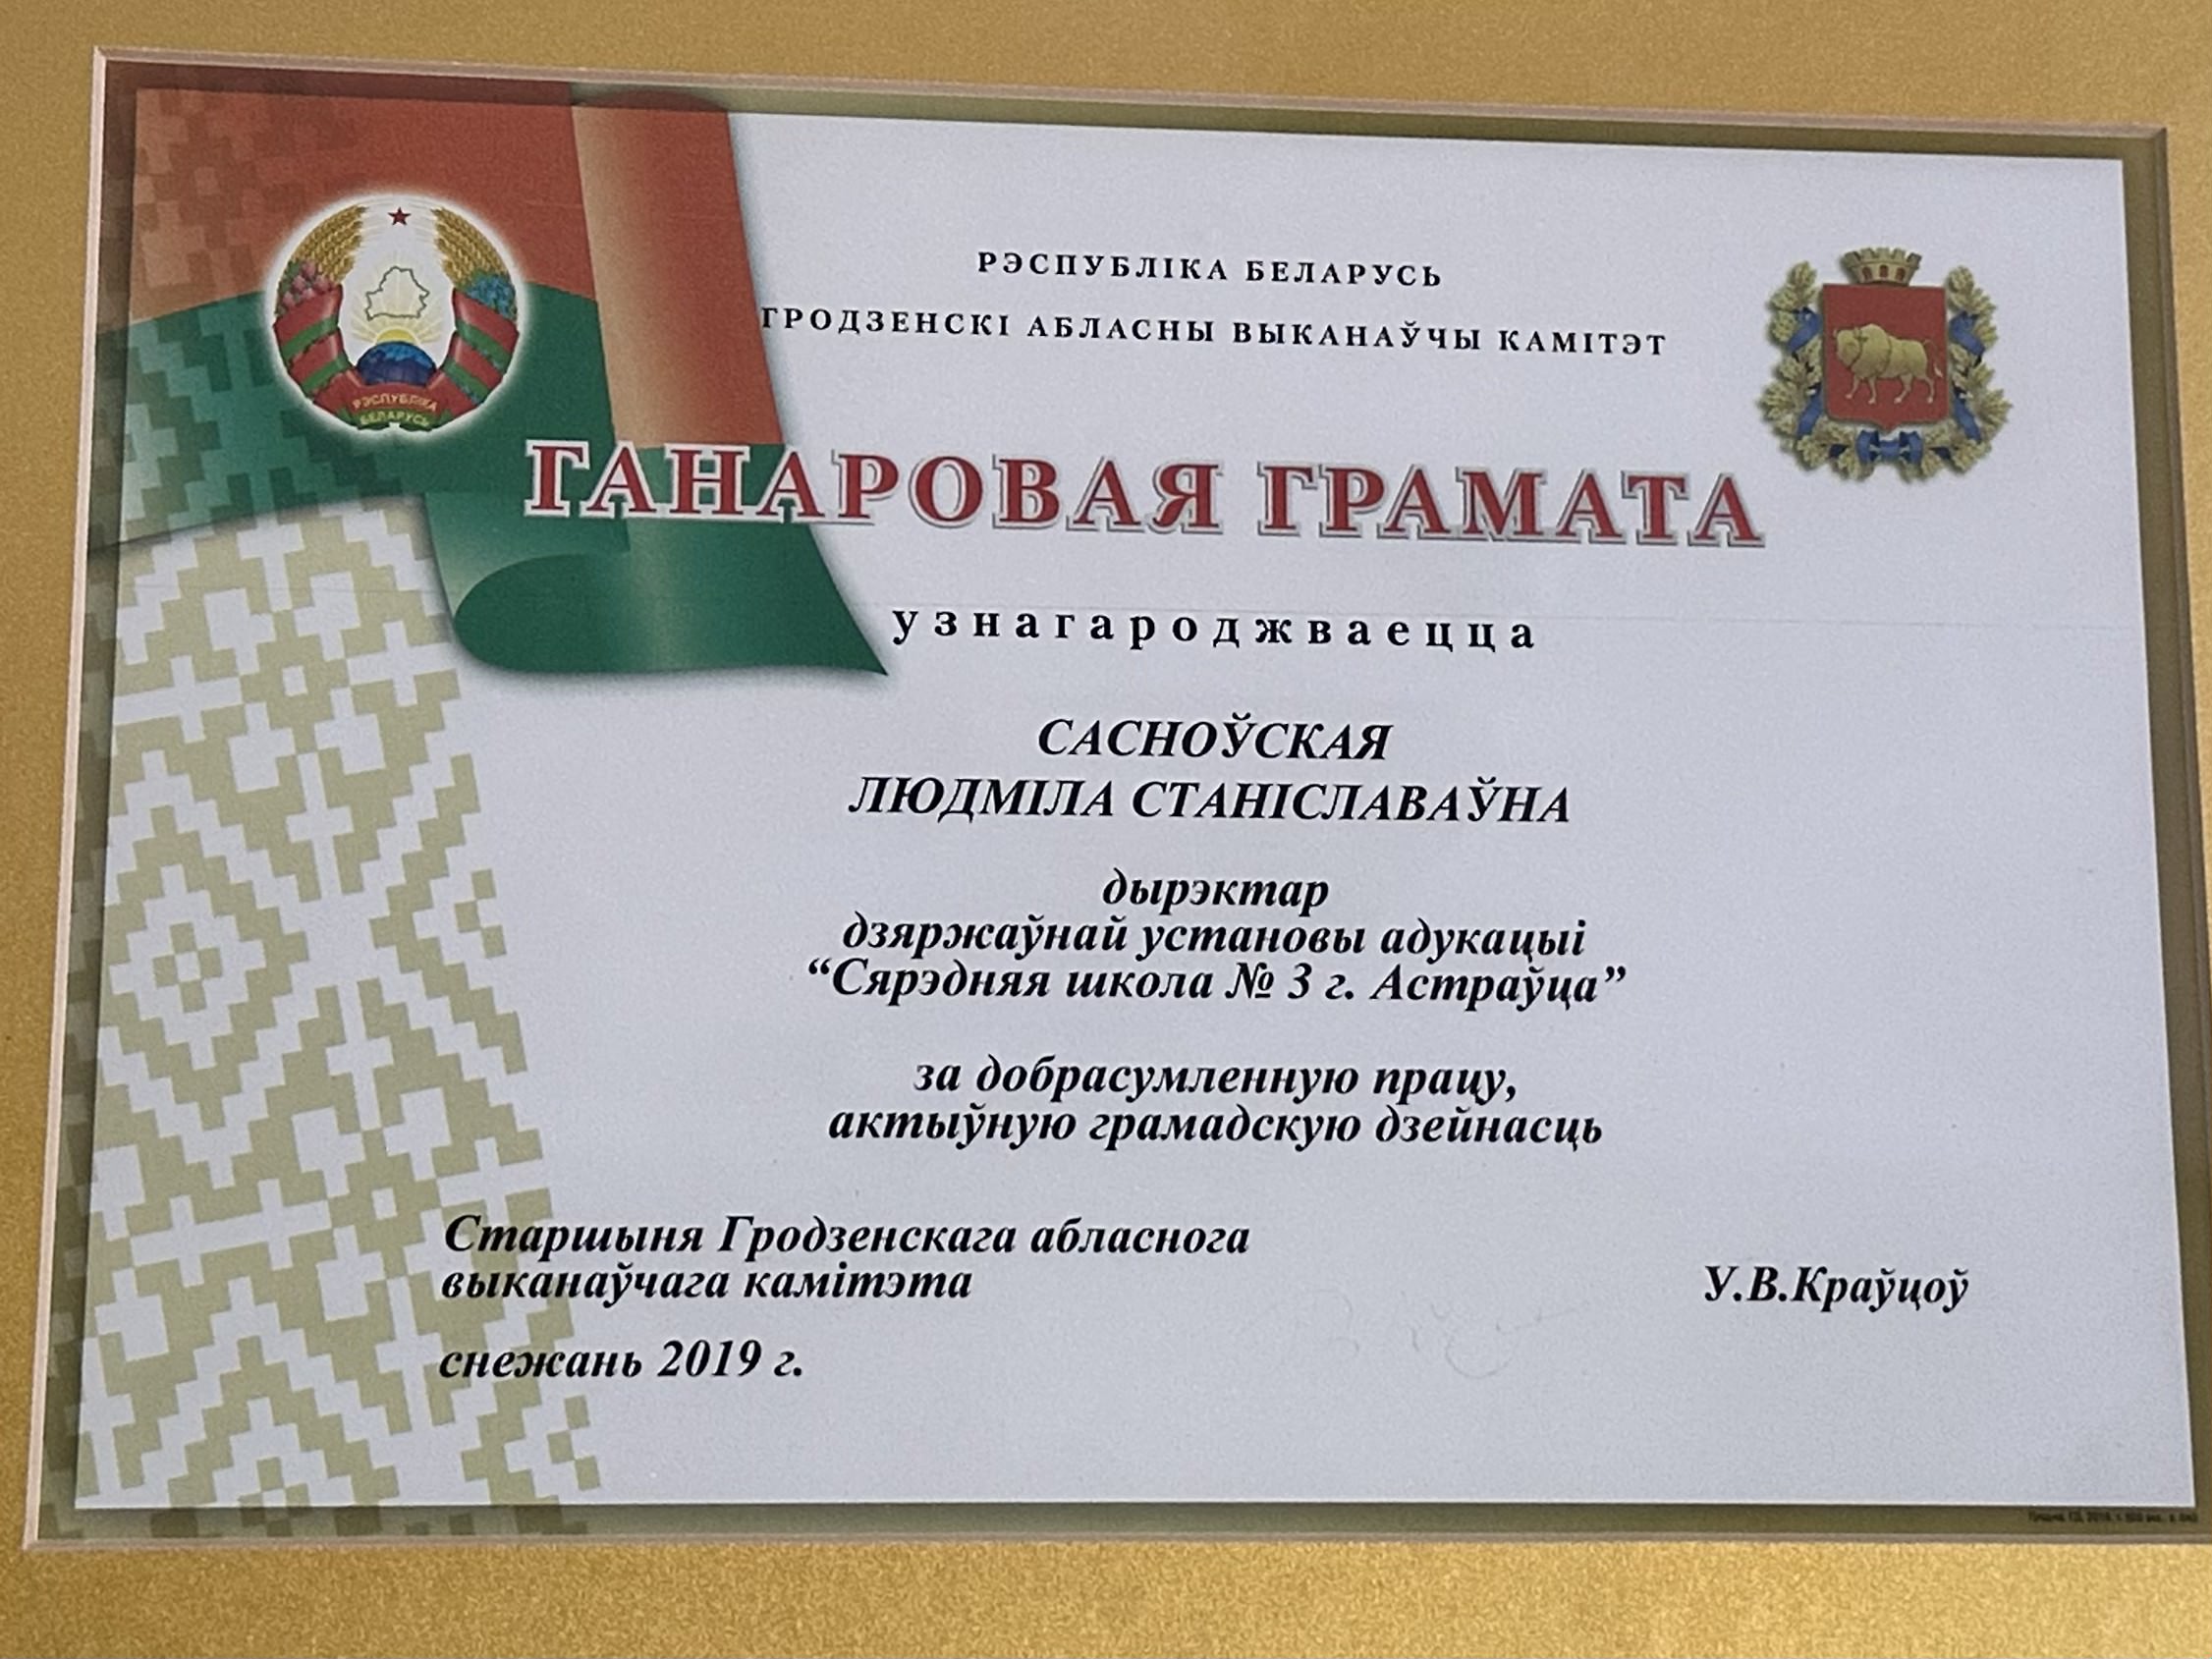 РЭСПУБЛІКА БЕЛАРУСЬ
ГРОДЗЕНСКІ АБЛАСНЫ ВЫКАНАЎЧЫ КАМІТЭТ
РЭСПУБЛІКА
БЕЛАРУСЬ
ГАНАРОВАЯ ГРАМАТА
узнагароджваецца
САСНОЎСКАЯ
ЛЮДМІЛА СТАНІСЛАВАЎНА
дырэктар
дзяржаўнай установы адукацыі
“Сярэдняя школа № 3 г. Астраўца”
за добрасумленную працу,
актыўную грамадскую дзейнасць
Старшыня Гродзенскага абласнога
выканаўчага камітэта
У.В.Краўцоў
снежань 2019 г.